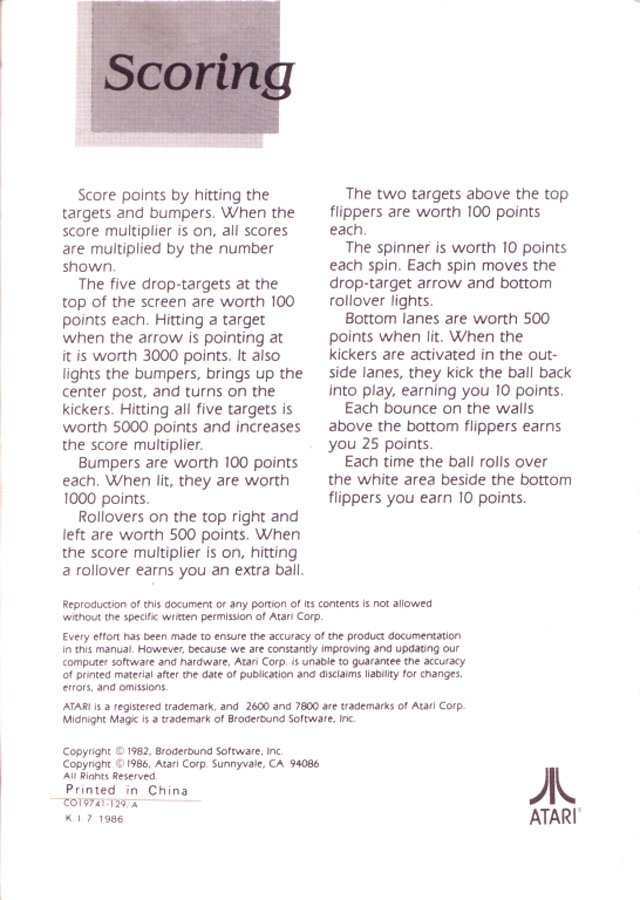 Scoring
Score points by hitting the
targets and bumpers. When the
score multiplier is on, all scores
are multiplied by the number
shown.
The five drop-targets at the
top of the screen are worth 100
points each. Hitting a target
when the arrow is pointing at
it is worth 3000 points. It also
lights the bumpers, brings up the
center post, and turns on the
kickers. Hitting all five targets is
worth 5000 points and increases
the score multiplier.
Bumpers are worth 100 points
each. When lit, they are worth
1000 points.
Rollovers on the top right and
left are worth 500 points. When
the score multiplier is on, hitting
a rollover earns you an extra ball.
The two targets above the top
flippers are worth 100 points
each.
The spinner is worth 10 points
each spin. Each spin moves the
drop-target arrow and bottom
rollover lights.
Bottom lanes are worth 500
points when lit. When the
kickers are activated in the out-
side lanes, they kick the ball back
into play, earning you 10 points.
Each bounce on the walls
above the bottom flippers earns
you 25 points.
Each time the ball rolls over
the white area beside the bottom
flippers you earn 10 points.
Reproduction of this document or any portion of its contents is not allowed
without the specific written permission of Atari Corp.
Every effort has been made to ensure the accuracy of the product documentation
in this manual. However, because we are constantly improving and updating our
computer software and hardware, Atari Corp. is unable to guarantee the accuracy
of printed material after the date of publication and disclaims liability for changes,
errors, and omissions.
ATARI is a registered trademark, and 2600 and 7800 are trademarks of Atari Corp.
Midnight Magic is a trademark of Broderbund Software, Inc.
Copyright © 1982, Broderbund Software, Inc.
Copyright © 1986, Atari Corp. Sunnyvale, CA 94086
All Rights Reserved.
Printed in China
CO19741-129/A
K. I. 7 1986
ATARI®